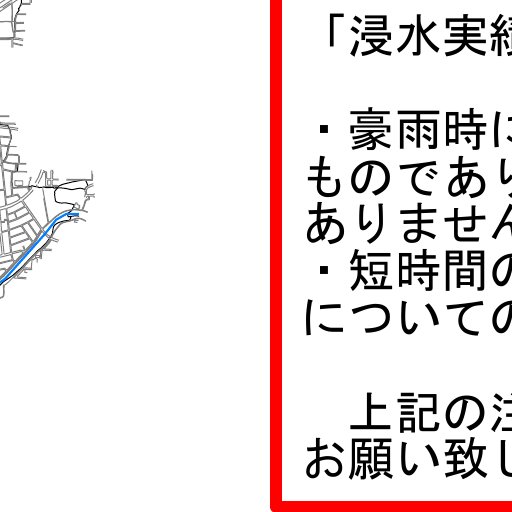 「浸水実績
・豪雨時に
ものであり
ありません
・短時間の
についての
上記の注
お願い致し